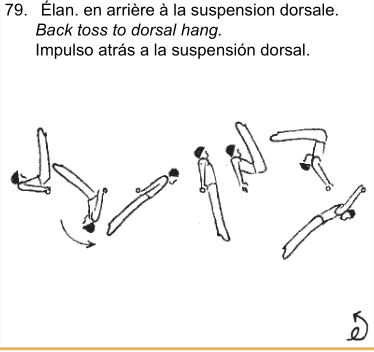 79. Élan. en arrière à la suspension dorsale.
Back toss to dorsal hang.
Impulso atrás a la suspensión dorsal.